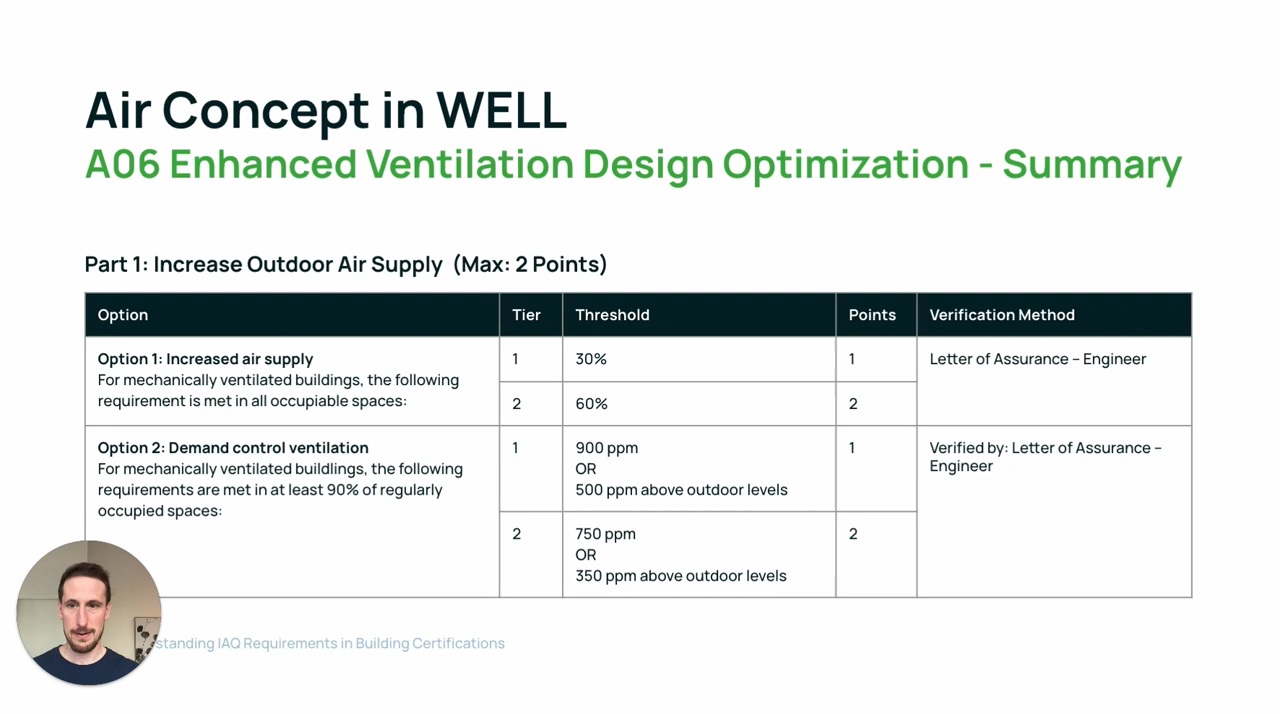 Air Concept in WELL
A06 Enhanced Ventilation Design Optimization - Summary
Part 1: Increase Outdoor Air Supply (Max: 2 Points)
Option
Tier
Threshold
Points
Verification Method
Option 1: Increased air supply
For mechanically ventilated buildings, the following
requirement is met in all occupiable spaces:
1
30%
1
Letter of Assurance – Engineer
2
60%
2
Option 2: Demand control ventilation
For mechanically ventilated buildlings, the following
requirements are met in at least 90% of regularly
occupied spaces:
1
900 ppm
OR
500 ppm above outdoor levels
1
Verified by: Letter of Assurance –
Engineer
2
750 ppm
OR
350 ppm above outdoor levels
2
standing IAQ Requirements in Building Certifications